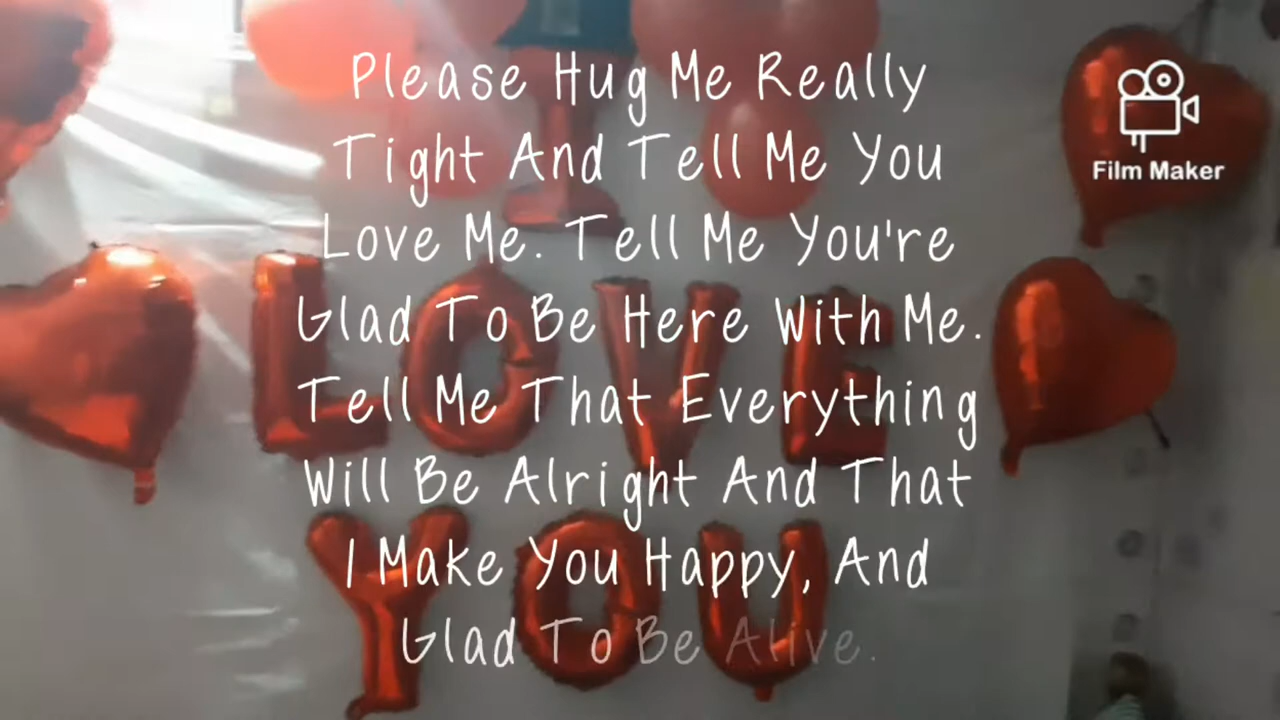 Please Hug Me Really
Tight And Tell Me You
Love Me. Tell Me You're
Glad To Be Here With Me.
Tell Me That Everything
Will Be Alright And That
I Make You Happy, And
Glad To Be Alive.
Film Maker
I
LOVE
YOU